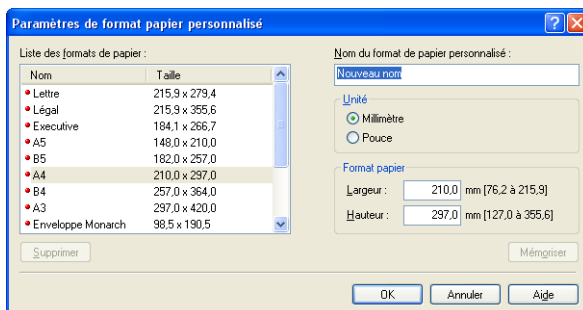 Paramètres de format papier personnalisé
Liste des formats de papier :
Nom Taille
Lettre 215,9 x 279,4
Légal 215,9 x 355,6
Executive 184,1 x 266,7
A5 148,0 x 210,0
B5 182,0 x 257,0
A4 210,0 x 297,0
B4 257,0 x 364,0
A3 297,0 x 420,0
Enveloppe Monarch 98,5 x 190,5
Supprimer
Nom du format de papier personnalisé :
Nouveau nom
Unité
Millimètre
Pouce
Format papier
Largeur : 210,0 mm [76,2 à 215,9]
Hauteur : 297,0 mm [127,0 à 355,6]
Mémoriser
OK Annuler Aide